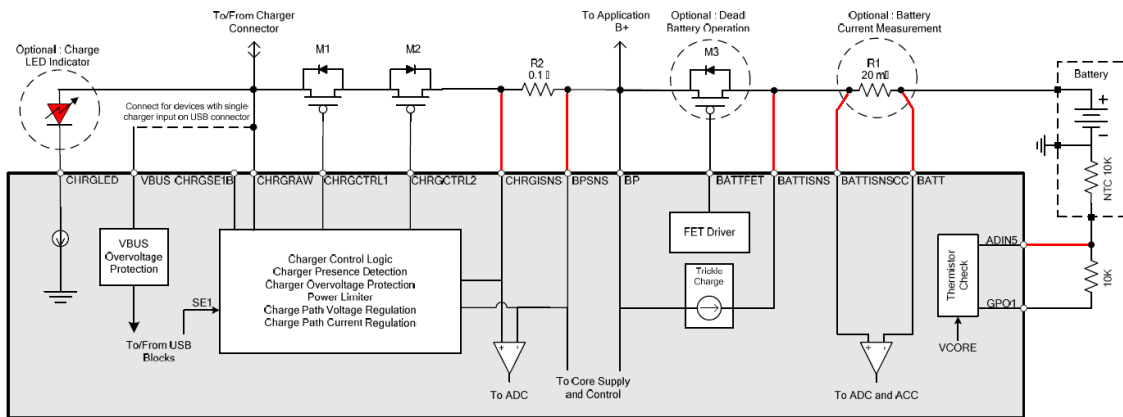 To/From Charger
Connector
To Application
B+
Optional : Dead
Battery Operation
Optional : Battery
Current Measurement
Optional : Charge
LED Indicator
M1
M2
R2
0.1
M3
R1
20 m
Battery
+
-
Connect for devices with single
charger input on USB connector
NTC 10K
CHRGLED
VBUS
CHRGSE1B
CHRGRAW
CHRGCTRL1
CHRGCTRL2
CHRGISNS
BPSNS
BP
BATTFET
BATTISNS
BATTISNSCC
BATT
VBUS
Overvoltage
Protection
FET Driver
ADIN5
Charger Control Logic
Charger Presence Detection
Charger Overvoltage Protection
Power Limiter
Charge Path Voltage Regulation
Charge Path Current Regulation
Trickle
Charge
Thermistor
Check
10K
GPO1
SE1
+ -
+ -
VCORE
To/From USB
Blocks
To ADC
To Core Supply
and Control
To ADC and ACC